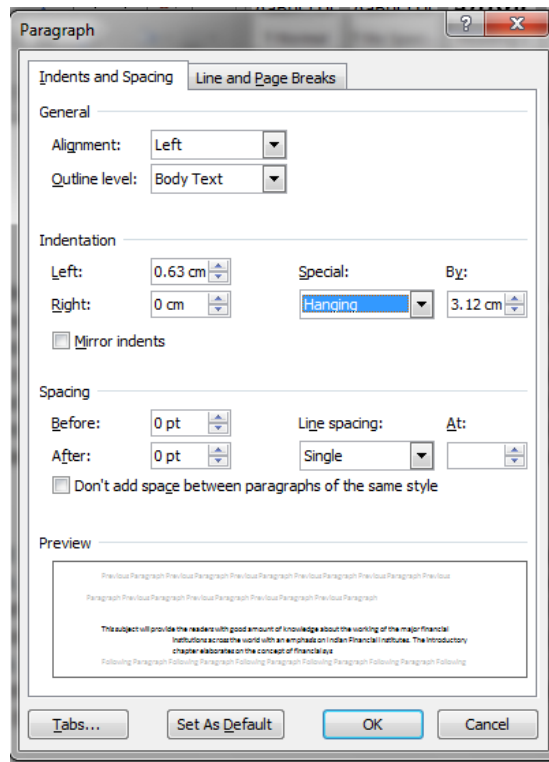 Paragraph
Indents and Spacing Line and Page Breaks
General
Alignment: Left
Outline level: Body Text
Indentation
Left: 0.63 cm Special: By:
Right: 0 cm Hanging 3.12 cm
Mirror indents
Spacing
Before: 0 pt Line spacing: At:
After: 0 pt Single
Don't add space between paragraphs of the same style
Preview
Previous Paragraph Previous Paragraph Previous Paragraph Previous Paragraph Previous Paragraph Previous
Paragraph Previous Paragraph Previous Paragraph Previous Paragraph Previous Paragraph
This subject will provide the readers with good amount of knowledge about the working of the major financial
institutions across the world with an emphasis on Indian Financial Institutes. The introductory
chapter elaborates on the concept of financial sys
Following Paragraph Following Paragraph Following Paragraph Following Paragraph Following Paragraph Following
Tabs... Set As Default OK Cancel